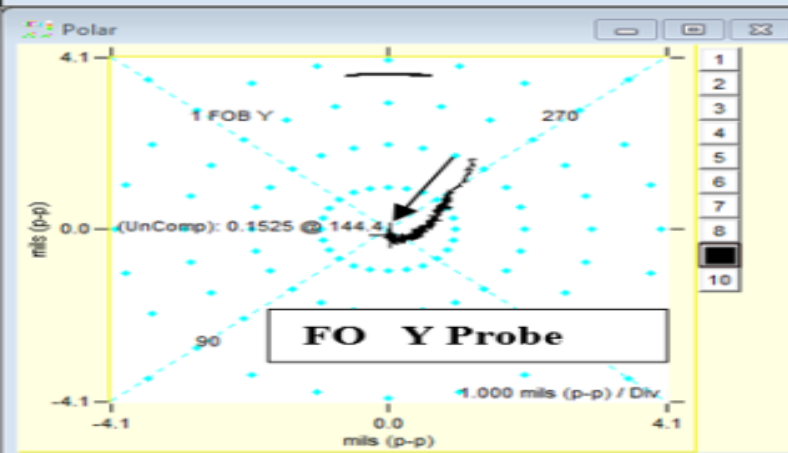 Polar
4.1
1 FOB Y
270
0.0
(UnComp): 0.1525 @ 144.4
mils (p-p)
90
FO Y Probe
-4.1
1.000 mils (p-p) / Div
-4.1
0.0
4.1
mils (p-p)
1
2
3
4
5
6
7
8
10